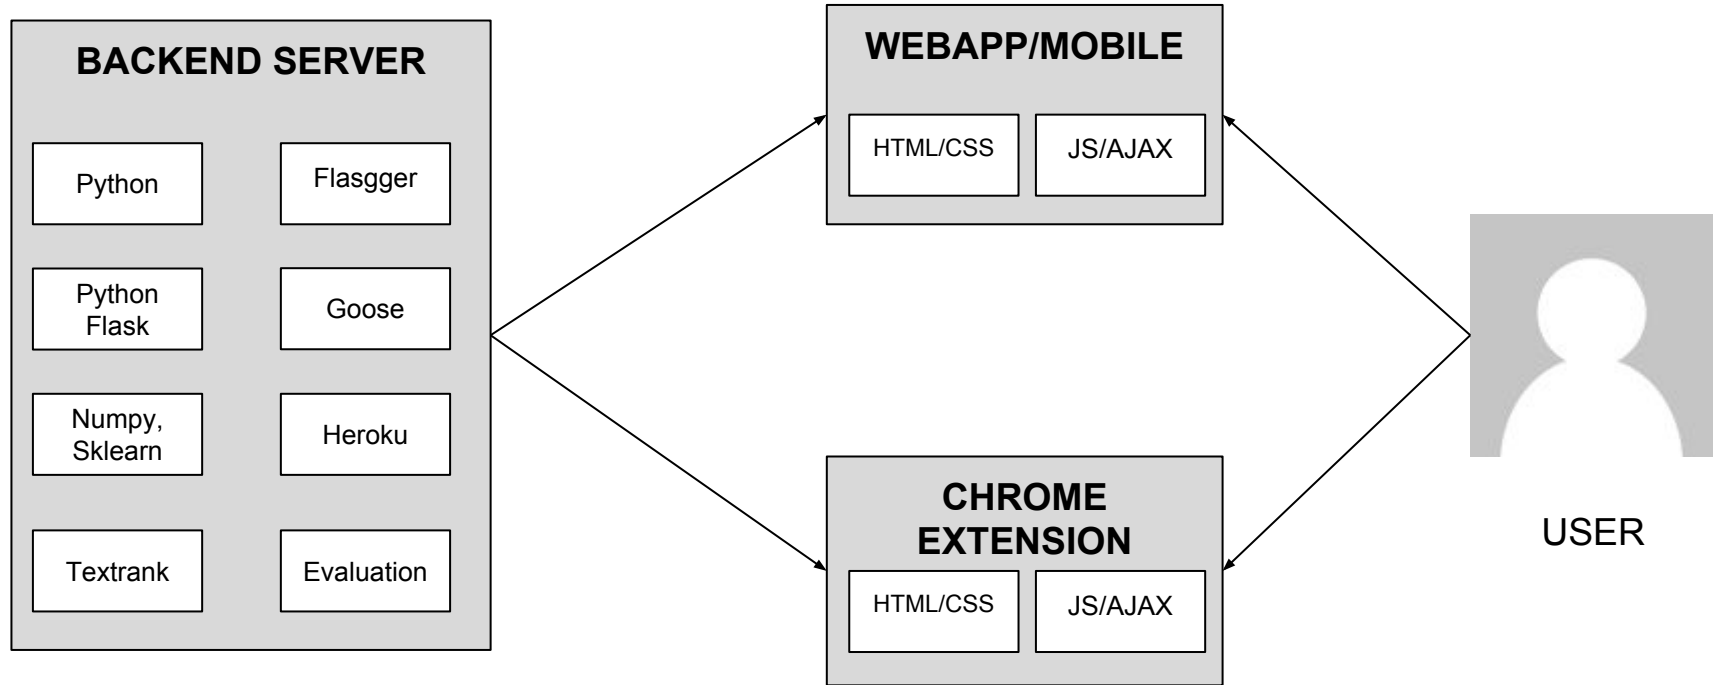 BACKEND SERVER
Python
Flasgger
Python
Flask
Goose
Numpy,
Sklearn
Heroku
Textrank
Evaluation
WEBAPP/MOBILE
HTML/CSS
JS/AJAX
CHROME
EXTENSION
HTML/CSS
JS/AJAX
USER